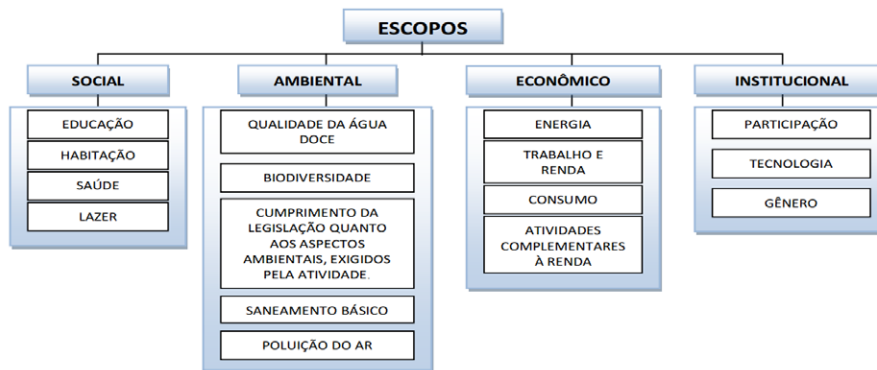 ESCOPOS
SOCIAL
EDUCAÇÃO
HABITAÇÃO
SAÚDE
LAZER
AMBIENTAL
QUALIDADE DA ÁGUA
DOCE
BIODIVERSIDADE
CUMPRIMENTO DA
LEGISLAÇÃO QUANTO
AOS ASPECTOS
AMBIENTAIS, EXIGIDOS
PELA ATIVIDADE.
SANEAMENTO BÁSICO
POLUIÇÃO DO AR
ECONÔMICO
ENERGIA
TRABALHO E
RENDA
CONSUMO
ATIVIDADES
COMPLEMENTARES
À RENDA
INSTITUCIONAL
PARTICIPAÇÃO
TECNOLOGIA
GÊNERO